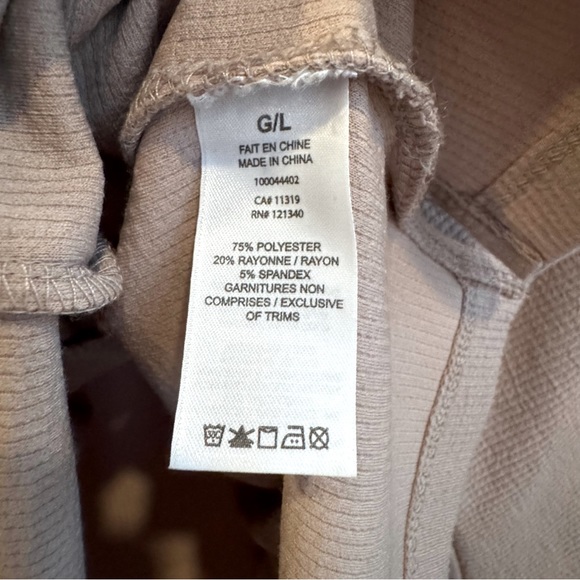 G/L
FAIT EN CHINE
MADE IN CHINA
100044402
CA# 11319
RN# 121340
75% POLYESTER
20% RAYONNE / RAYON
5% SPANDEX
GARNITURES NON
COMPRISES / EXCLUSIVE
OF TRIMS